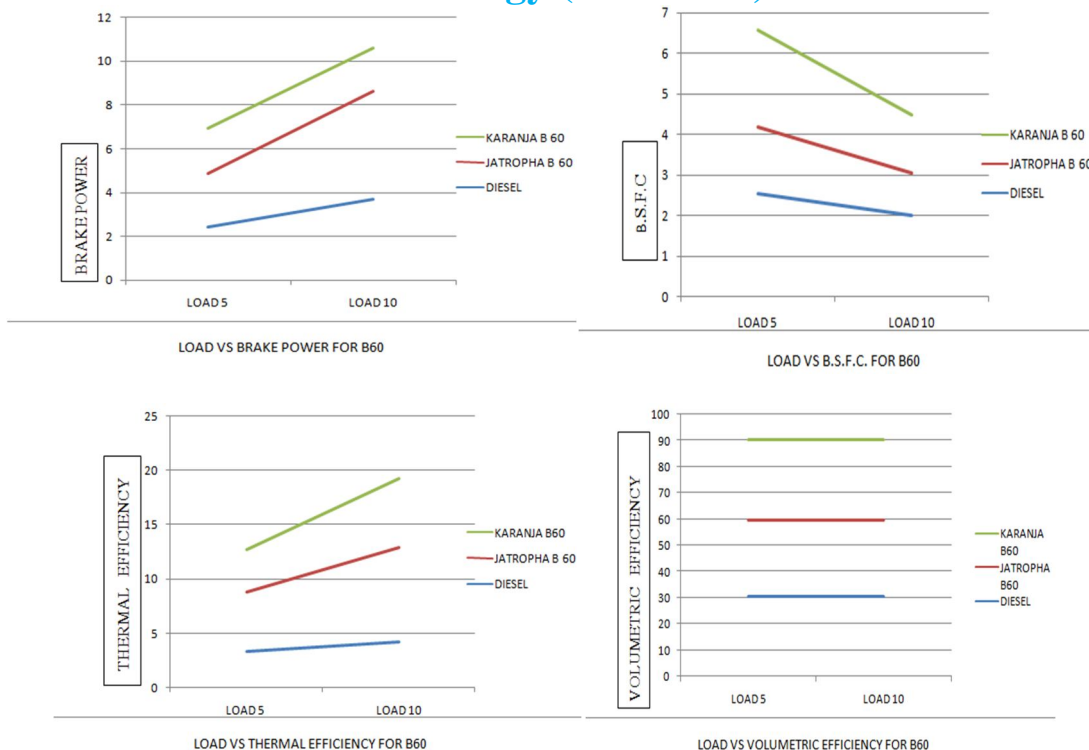 12
10
8
6
4
2
0
BRAKE POWER
LOAD 5
LOAD 10
KARANJA B 60
JATROPHA B 60
DIESEL
LOAD VS BRAKE POWER FOR B60
7
6
5
4
3
2
1
0
B.S.F.C
LOAD 5
LOAD 10
KARANJA B 60
JATROPHA B 60
DIESEL
LOAD VS B.S.F.C. FOR B60
25
20
15
10
5
0
THERMAL EFFICIENCY
LOAD 5
LOAD 10
KARANJA B60
JATROPHA B 60
DIESEL
LOAD VS THERMAL EFFICIENCY FOR B60
100
90
80
70
60
50
40
30
20
10
0
VOLUMETRIC EFFICIENCY
LOAD 5
LOAD 10
KARANJA
B60
JATROPHA
B60
DIESEL
LOAD VS VOLUMETRIC EFFICIENCY FOR B60